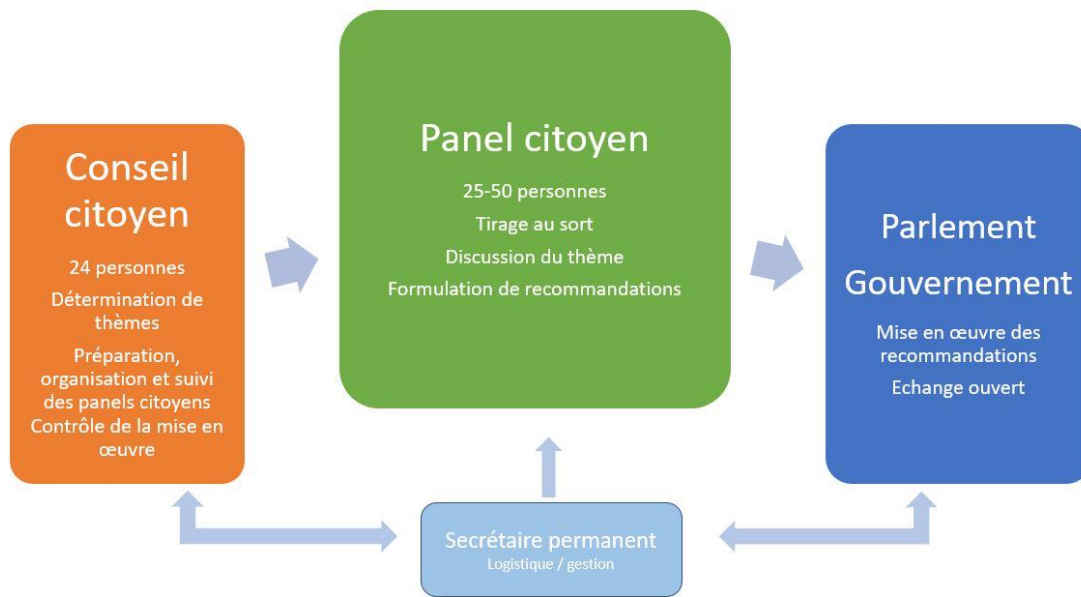 Conseil
citoyen
24 personnes
Détermination de
thèmes
Préparation,
organisation et suivi
des panels citoyens
Contrôle de la mise en
œuvre
Panel citoyen
25-50 personnes
Tirage au sort
Discussion du thème
Formulation de recommandations
Parlement
Gouvernement
Mise en œuvre des
recommandations
Echange ouvert
Secrétaire permanent
Logistique / gestion